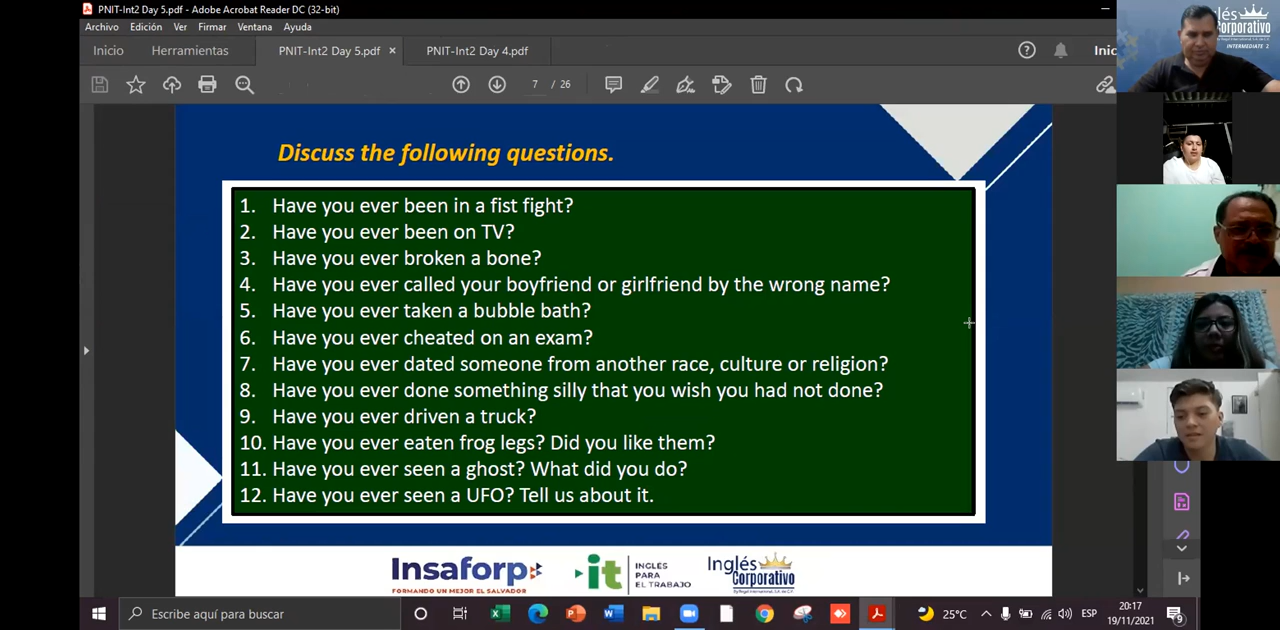 PNIT-Int2 Day 5.pdf - Adobe Acrobat Reader DC (32-bit)
Archivo Edición Ver Firmar Ventana Ayuda
Inicio Herramientas PNIT-Int2 Day 5.pdf × PNIT-Int2 Day 4.pdf Inic
7 / 26
Discuss the following questions.
1. Have you ever been in a fist fight?
2. Have you ever been on TV?
3. Have you ever broken a bone?
4. Have you ever called your boyfriend or girlfriend by the wrong name?
5. Have you ever taken a bubble bath?
6. Have you ever cheated on an exam?
7. Have you ever dated someone from another race, culture or religion?
8. Have you ever done something silly that you wish you had not done?
9. Have you ever driven a truck?
10. Have you ever eaten frog legs? Did you like them?
11. Have you ever seen a ghost? What did you do?
12. Have you ever seen a UFO? Tell us about it.
Insaforp
FORMANDO UN MEJOR EL SALVADOR
it INGLÉS PARA EL TRABAJO
Inglés Corporativo
Escribe aquí para buscar
25°C ESP 20:17
19/11/2021
9
glés
Corporativo
INTERMEDIATE 2